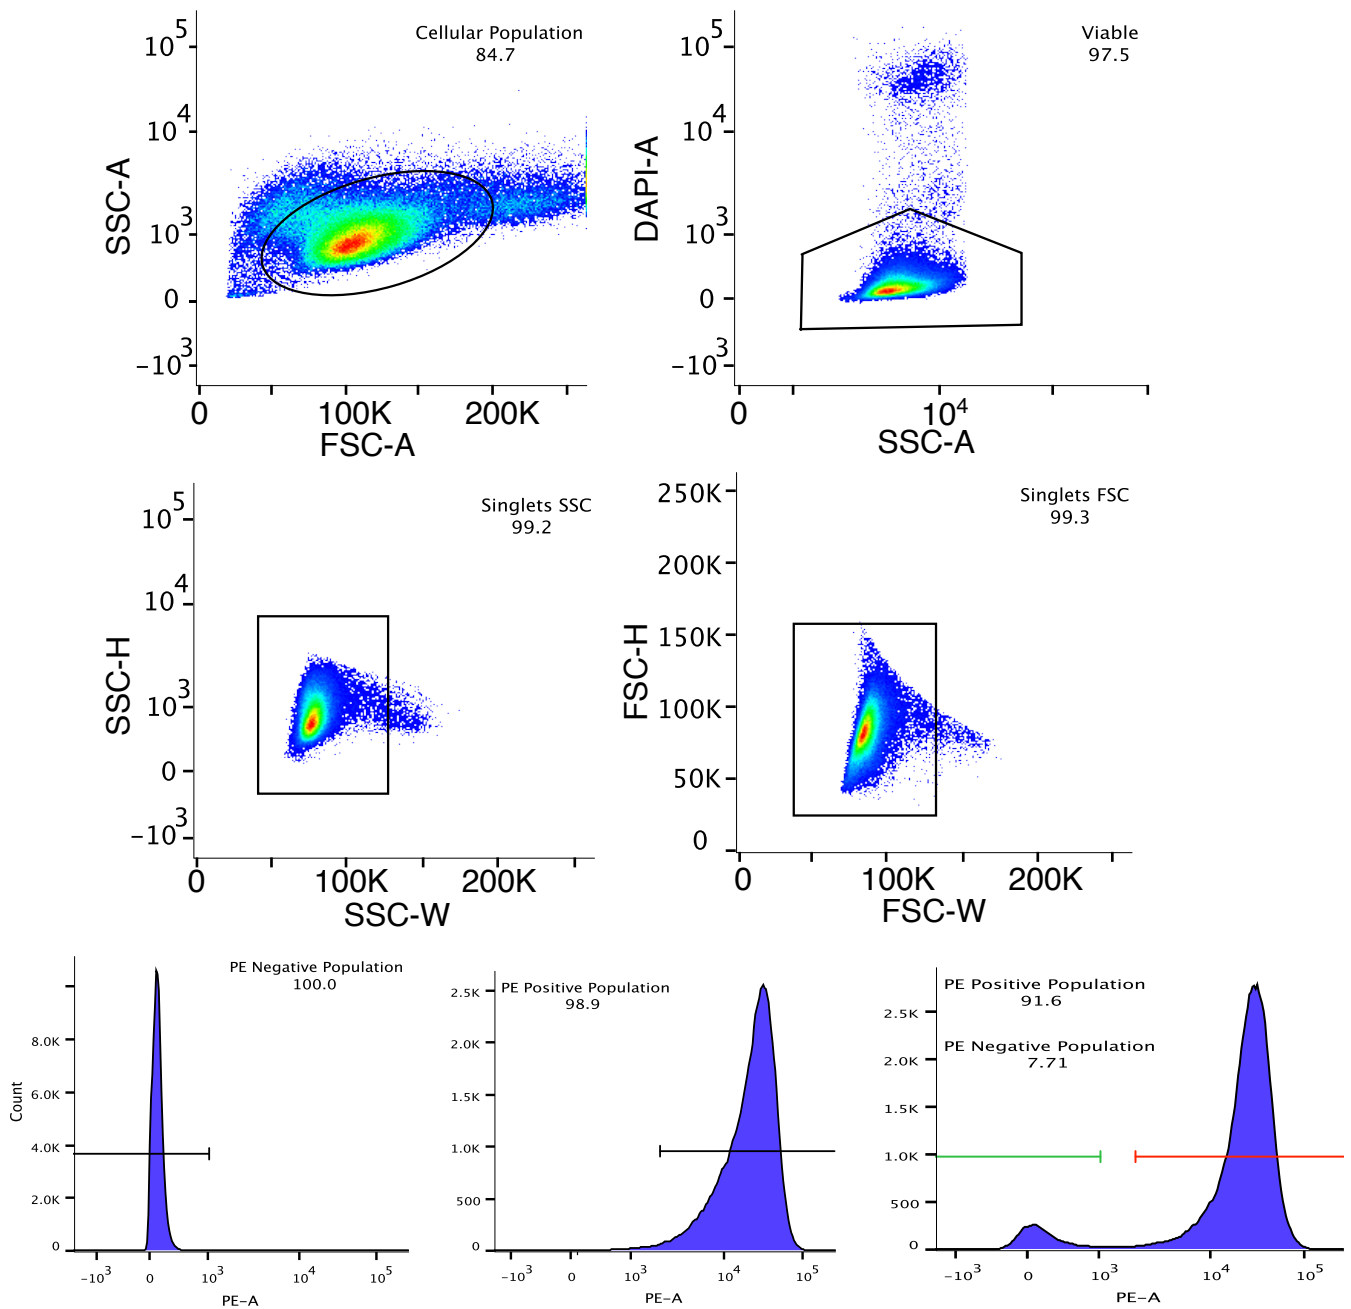 Cellular Population
84.7
10^5
10^4
10^3
0
−10^3
SSC-A
0
100K
200K
FSC-A
Viable
97.5
10^5
10^4
10^3
0
−10^3
DAPI-A
0
10^4
SSC-A
Singlets SSC
99.2
10^5
10^4
10^3
0
−10^3
SSC-H
0
100K
200K
SSC-W
Singlets FSC
99.3
250K
200K
150K
100K
50K
0
FSC-H
0
100K
200K
FSC-W
PE Negative Population
100.0
8.0K
6.0K
4.0K
2.0K
0
Count
−10^3
0
10^3
10^4
10^5
PE-A
PE Positive Population
98.9
2.5K
2.0K
1.5K
1.0K
500
0
−10^3
0
10^3
10^4
10^5
PE-A
PE Positive Population
91.6
PE Negative Population
7.71
2.5K
2.0K
1.5K
1.0K
500
0
−10^3
0
10^3
10^4
10^5
PE-A